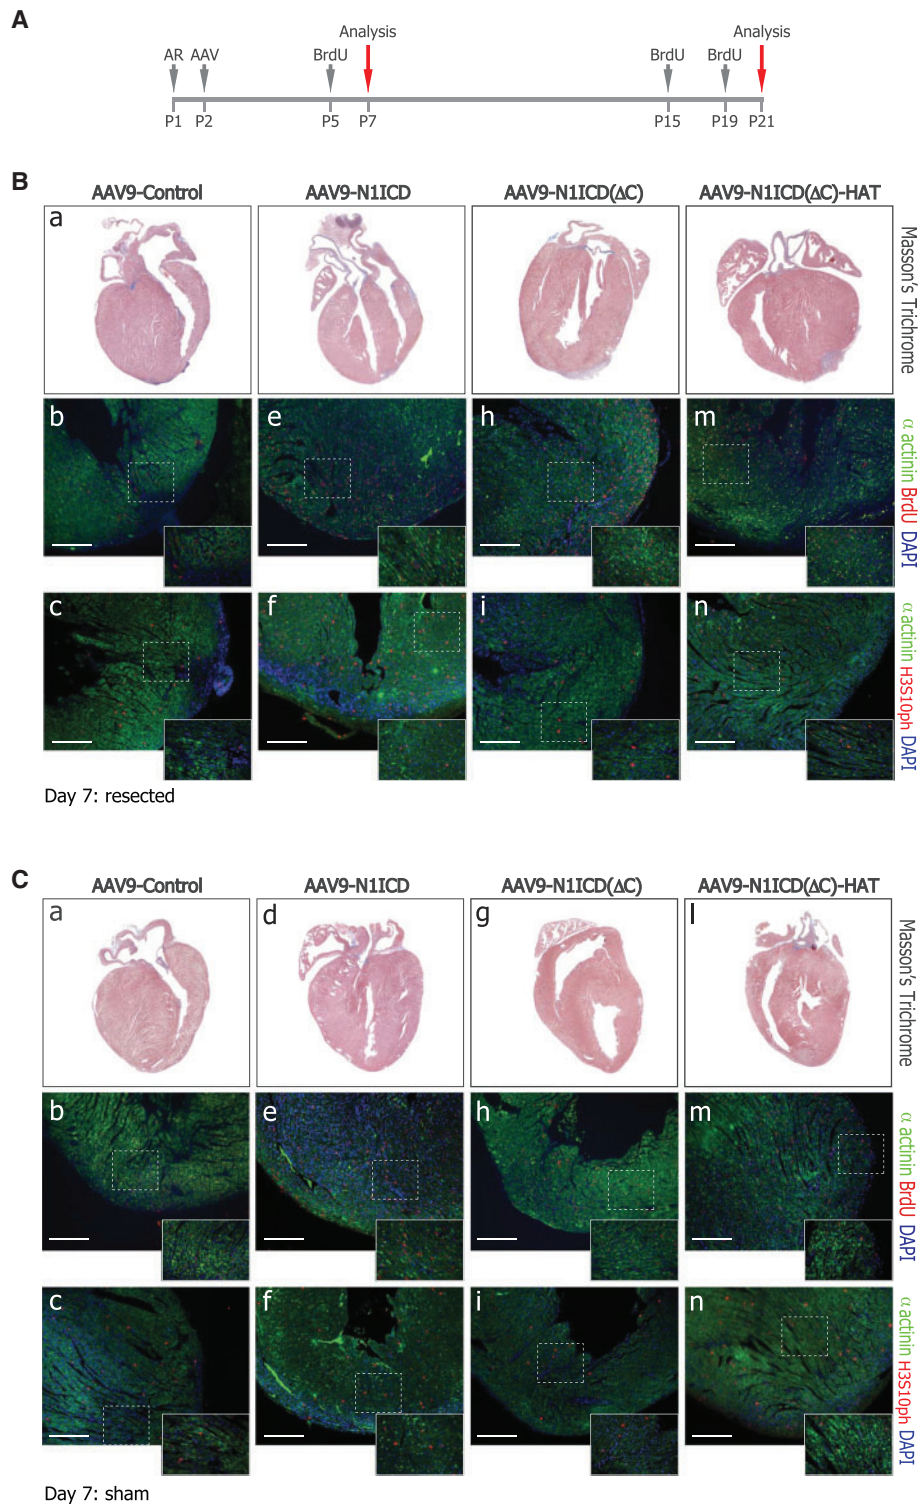 A
Analysis
Analysis
AR AAV BrdU BrdU BrdU
P1 P2 P5 P7 P15 P19 P21
B
AAV9-Control AAV9-N1ICD AAV9-N1ICD(ΔC) AAV9-N1ICD(ΔC)-HAT
a
Masson's Trichrome
b e h m
α actinin BrdU DAPI
c f i n
α actinin H3S10ph DAPI
Day 7: resected
C
AAV9-Control AAV9-N1ICD AAV9-N1ICD(ΔC) AAV9-N1ICD(ΔC)-HAT
a d g l
Masson's Trichrome
b e h m
α actinin BrdU DAPI
c f i n
α actinin H3S10ph DAPI
Day 7: sham